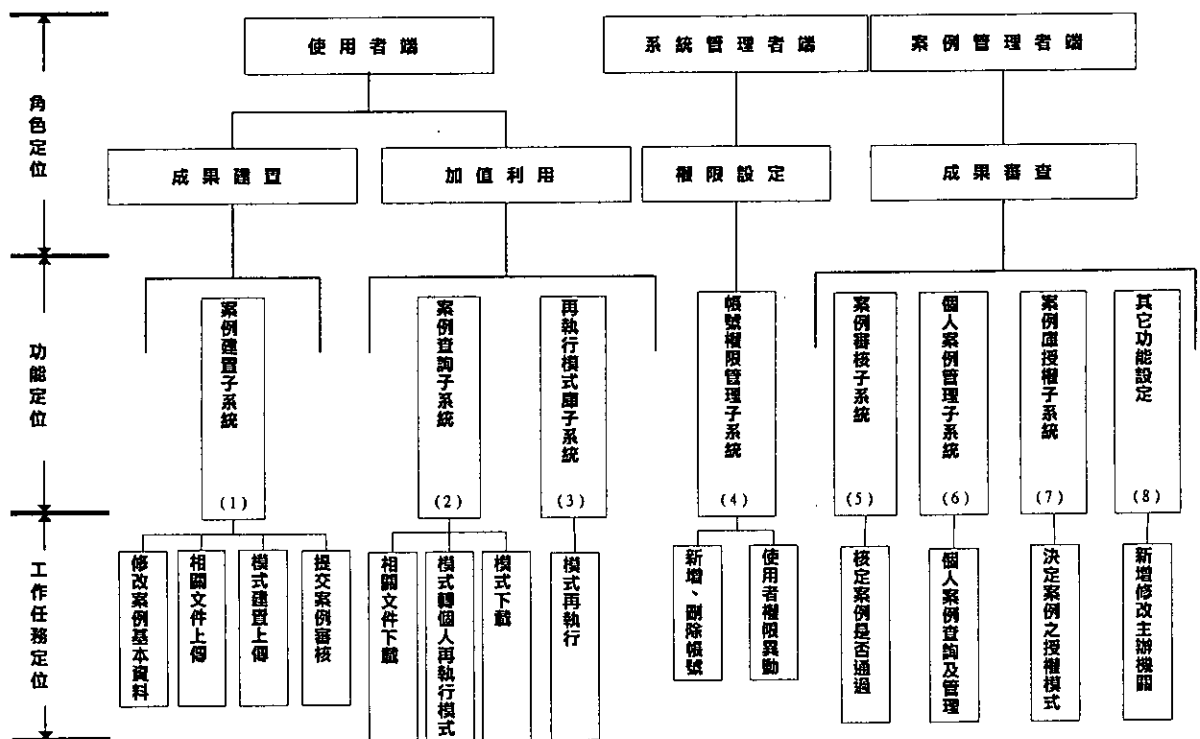 使用者端
系統管理者端
案例管理者端
角色定位
成果建置
加值利用
權限設定
成果審查
功能定位
案例建置子系統
(1)
案例查詢子系統
(2)
再執行模式庫子系統
(3)
帳號權限管理子系統
(4)
案例審核子系統
(5)
個人案例管理子系統
(6)
案例庫授權子系統
(7)
其它功能設定
(8)
工作任務定位
修改案例基本資料
相關文件上傳
模式建置上傳
提交案例審核
相關文件下載
模式轉個人再執行模式
模式下載
模式再執行
新增、刪除帳號
使用者權限異動
核定案例是否通過
個人案例查詢及管理
決定案例之授權模式
新增修改主辦機關